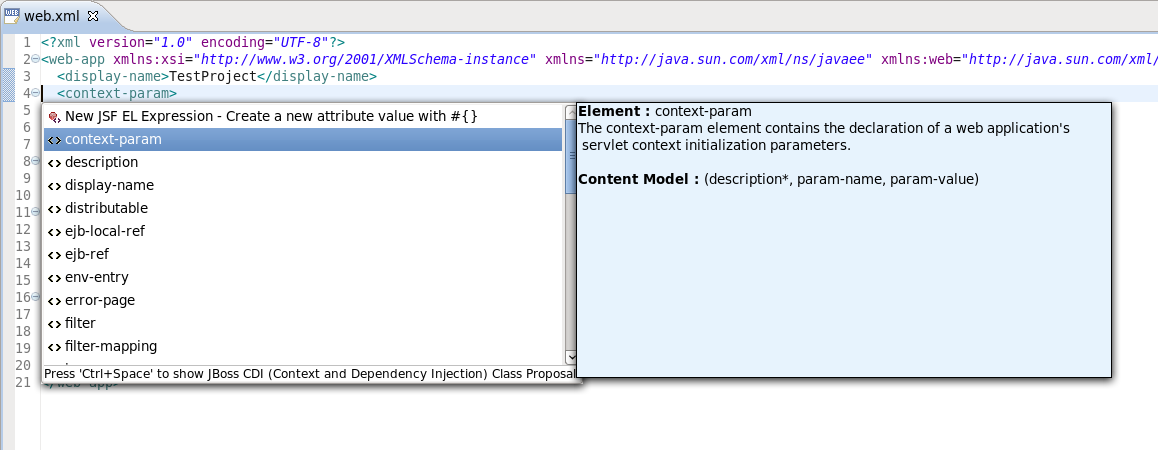 web.xml
1 <?xml version="1.0" encoding="UTF-8"?>
2 <web-app xmlns:xsi="http://www.w3.org/2001/XMLSchema-instance" xmlns="http://java.sun.com/xml/ns/javaee" xmlns:web="http://java.sun.com/xml/
3 <display-name>TestProject</display-name>
4 <context-param>
5
6
7
8
9
10
11
12
13
14
15
16
17
18
19
20
21 </web-app>
New JSF EL Expression - Create a new attribute value with #{}
<> context-param
<> description
<> display-name
<> distributable
<> ejb-local-ref
<> ejb-ref
<> env-entry
<> error-page
<> filter
<> filter-mapping
Press 'Ctrl+Space' to show JBoss CDI (Context and Dependency Injection) Class Proposal
Element : context-param
The context-param element contains the declaration of a web application's
servlet context initialization parameters.
Content Model : (description*, param-name, param-value)